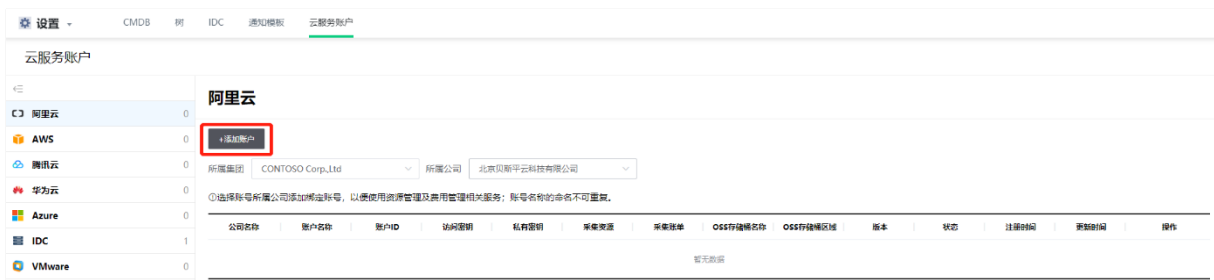 设置 CMDB 树 IDC 通知模板 云服务账户
云服务账户
阿里云
阿里云 0
AWS 0
腾讯云 0
华为云 0
Azure 0
IDC 1
VMware 0
+添加账户
所属集团 CONTOSO Corp.,Ltd 所属公司 北京贝斯平云科技有限公司
①选择账号所属公司添加绑定账号，以便使用资源管理及费用管理相关服务；账号名称的命名不可重复。
公司名称 账户名称 账户ID 访问密钥 私有密钥 采集资源 采集账单 OSS存储桶名称 OSS存储桶区域 版本 状态 注册时间 更新时间 操作
暂无数据